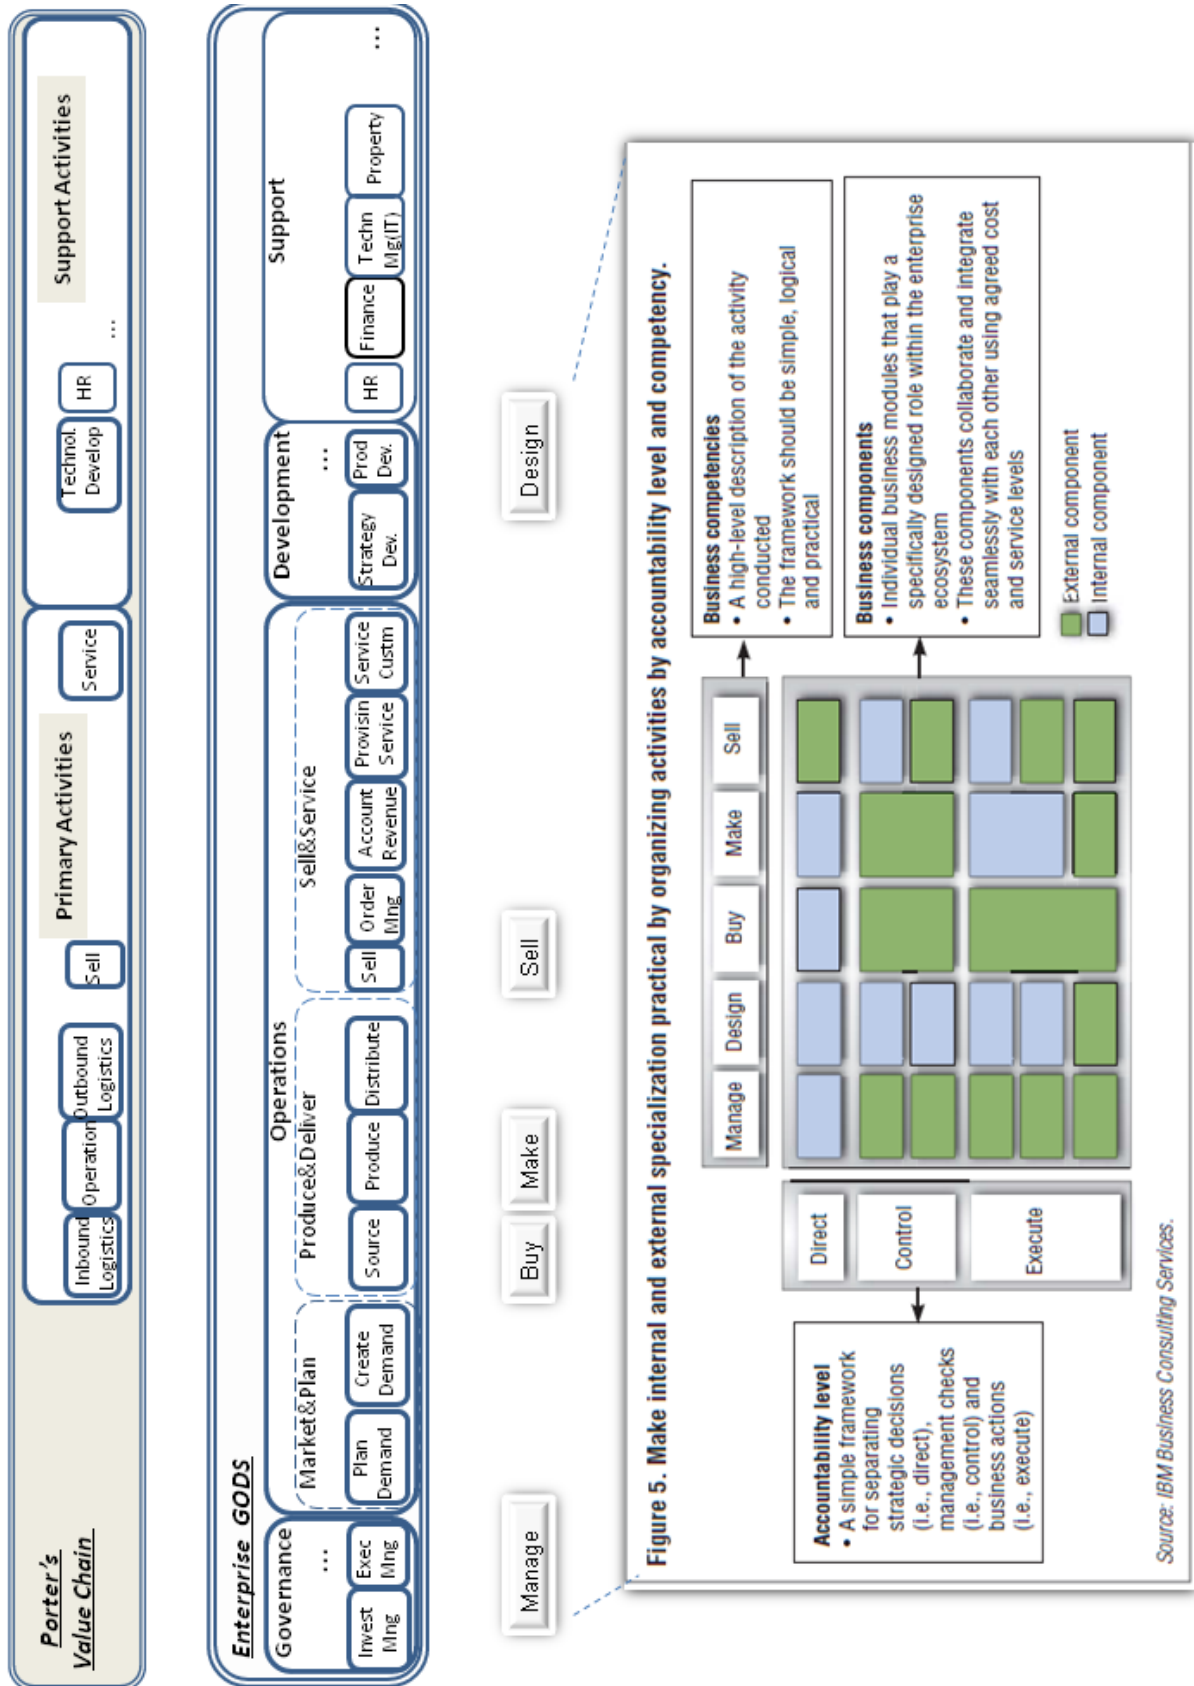 Porter's
Value Chain
Primary Activities
Support Activities
Inbound
Logistics
Operation
Outbound
Logistics
Sell
Service
Technol.
Develop
HR
...
Enterprise GODS
Governance
...
Invest
Mng
Exec
Mng
Operations
Market&Plan
Plan
Demand
Create
Demand
Produce&Deliver
Source
Produce
Distribute
Sell&Service
Sell
Order
Mng
Account
Revenue
Provisin
Service
Service
Custm
Development
...
Strategy
Dev.
Prod
Dev.
Support
HR
Finance
Techn
Mg(IT)
Property
...
Manage
Buy
Make
Sell
Design
Figure 5. Make internal and external specialization practical by organizing activities by accountability level and competency.
Manage
Design
Buy
Make
Sell
Business competencies
• A high-level description of the activity
conducted
• The framework should be simple, logical
and practical
Direct
Control
Execute
Accountability level
• A simple framework
for separating
strategic decisions
(i.e., direct),
management checks
(i.e., control) and
business actions
(i.e., execute)
Business components
• Individual business modules that play a
specifically designed role within the enterprise
ecosystem
• These components collaborate and integrate
seamlessly with each other using agreed cost
and service levels
External component
Internal component
Source: IBM Business Consulting Services.